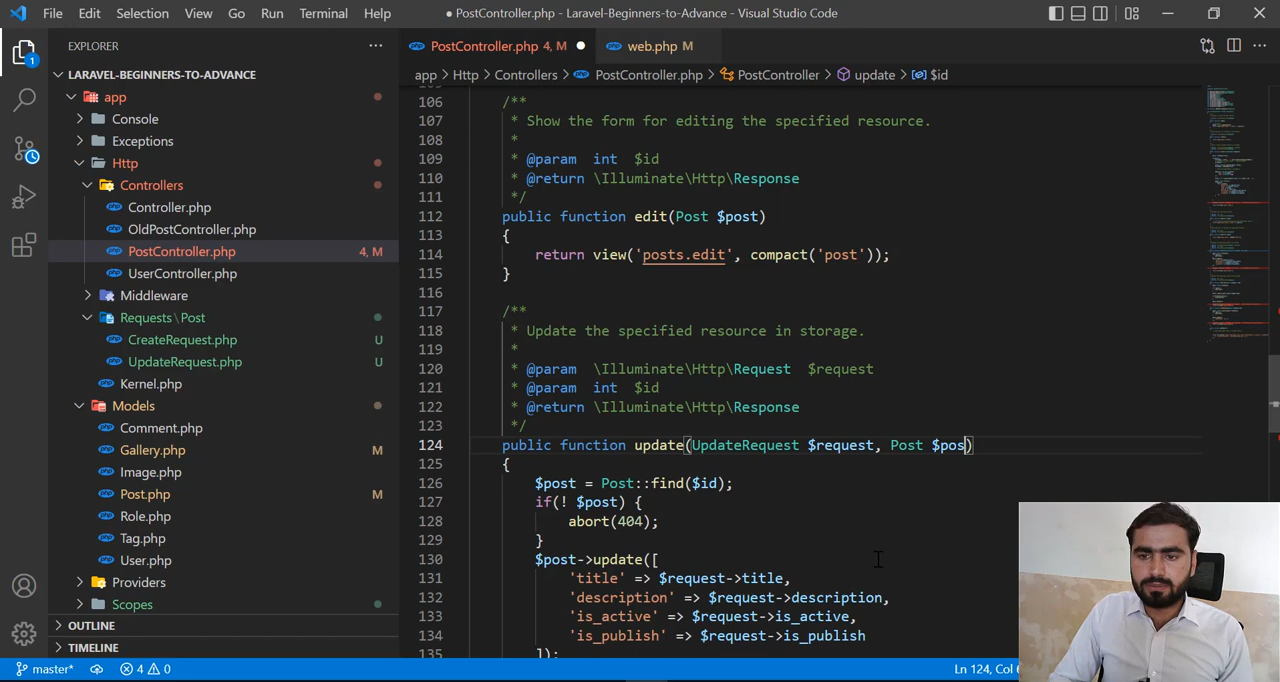 File Edit Selection View Go Run Terminal Help ● PostController.php - Laravel-Beginners-to-Advance - Visual Studio Code
EXPLORER
LARAVEL-BEGINNERS-TO-ADVANCE
app
Console
Exceptions
Http
Controllers
Controller.php
OldPostController.php
PostController.php 4, M
UserController.php
Middleware
Requests\Post
CreateRequest.php U
UpdateRequest.php U
Kernel.php
Models
Comment.php
Gallery.php M
Image.php
Post.php M
Role.php
Tag.php
User.php
Providers
Scopes
OUTLINE
TIMELINE
1
PostController.php 4, M ● web.php M
app > Http > Controllers > PostController.php > PostController > update > $id
106 /**
107 * Show the form for editing the specified resource.
108 *
109 * @param int $id
110 * @return \Illuminate\Http\Response
111 */
112 public function edit(Post $post)
113 {
114 return view('posts.edit', compact('post'));
115 }
116
117 /**
118 * Update the specified resource in storage.
119 *
120 * @param \Illuminate\Http\Request $request
121 * @param int $id
122 * @return \Illuminate\Http\Response
123 */
124 public function update(UpdateRequest $request, Post $pos)
125 {
126 $post = Post::find($id);
127 if(! $post) {
128 abort(404);
129 }
130 $post->update([
131 'title' => $request->title,
132 'description' => $request->description,
133 'is_active' => $request->is_active,
134 'is_publish' => $request->is_publish
135 ]);
master* 4 0 Ln 124, Col